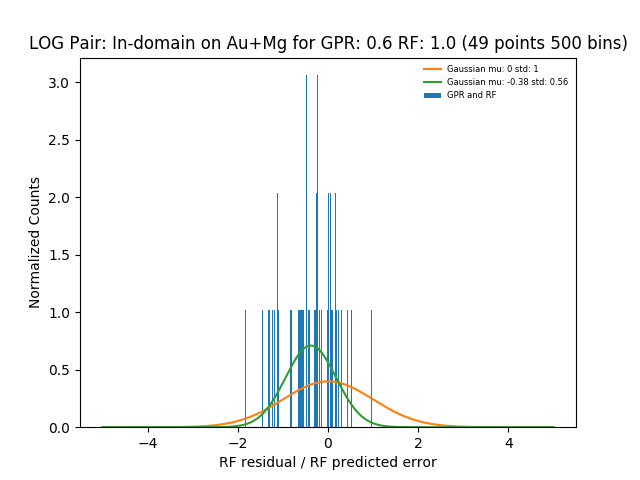 LOG Pair: In-domain on Au+Mg for GPR: 0.6 RF: 1.0 (49 points 500 bins)
Gaussian mu: 0 std: 1
Gaussian mu: -0.38 std: 0.56
GPR and RF
Normalized Counts
3.0
2.5
2.0
1.5
1.0
0.5
0.0
−4 −2 0 2 4
RF residual / RF predicted error